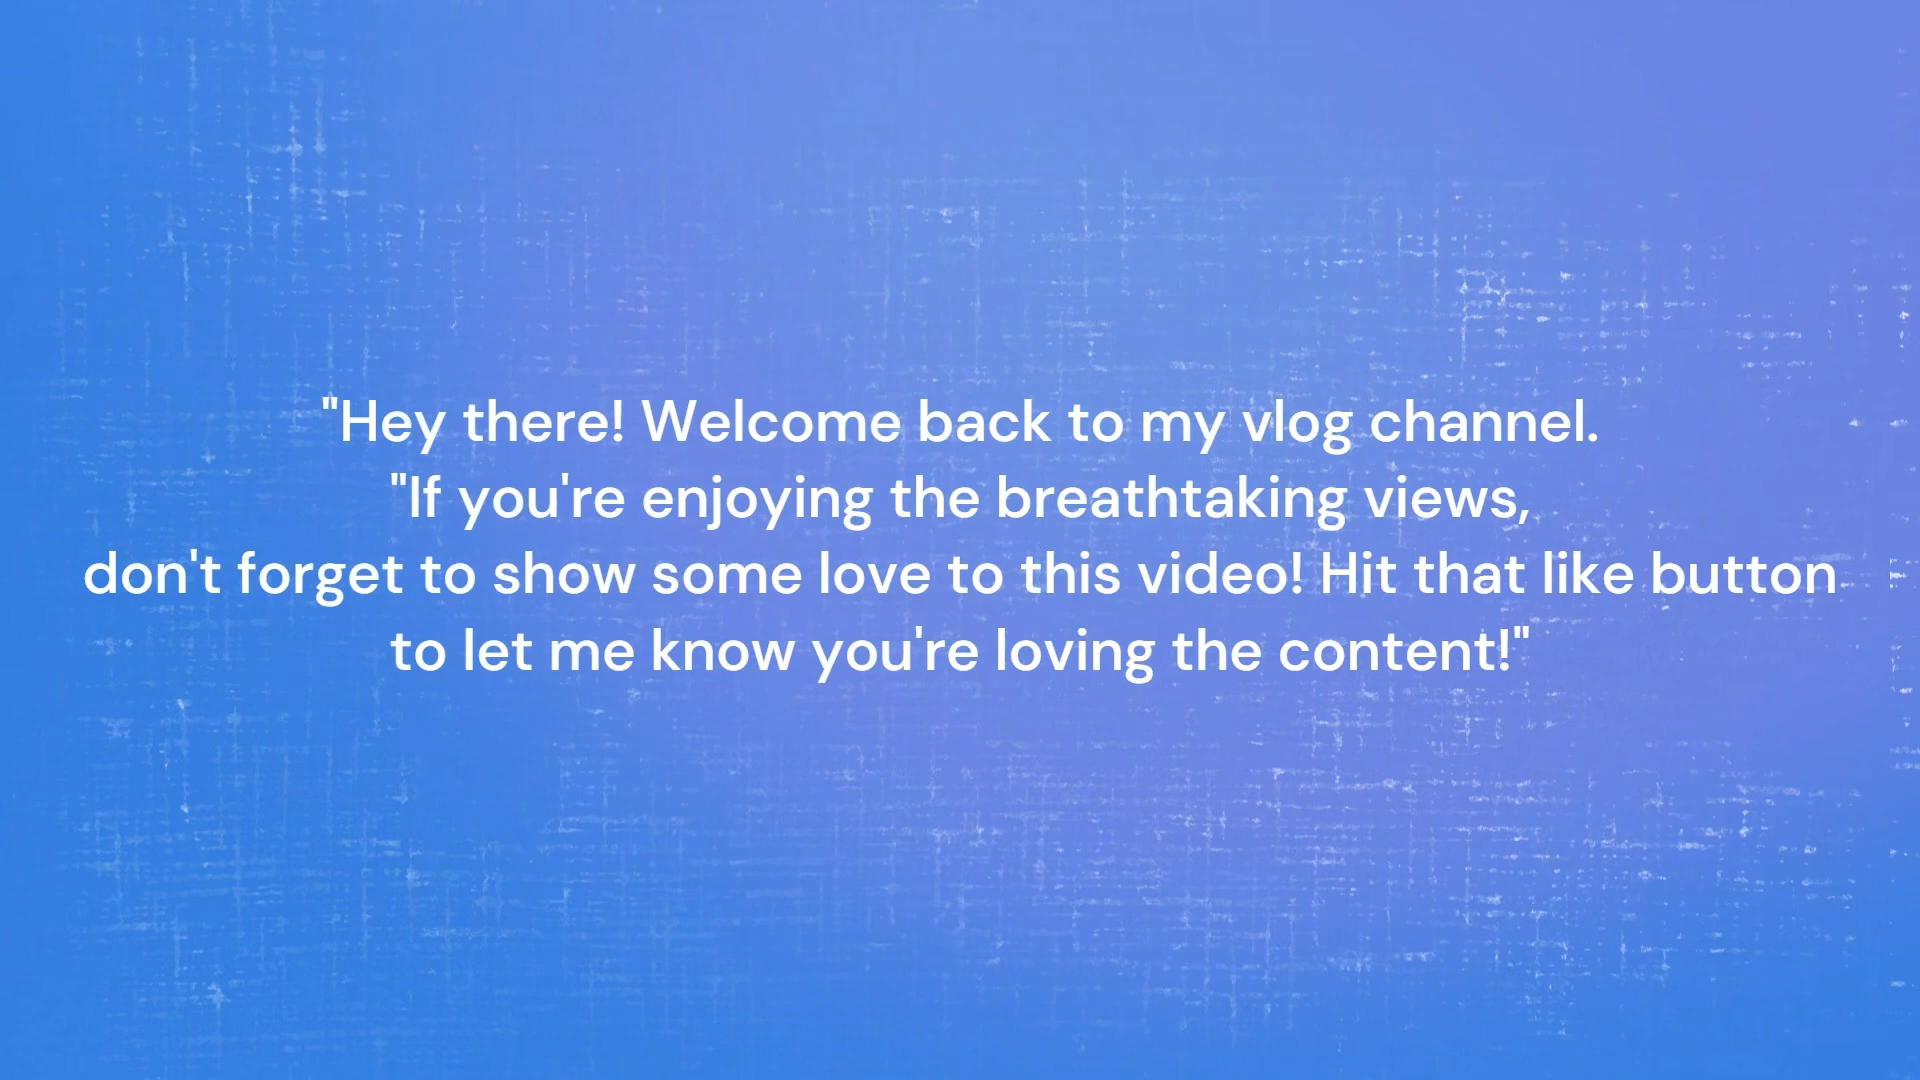 "Hey there! Welcome back to my vlog channel.
"If you're enjoying the breathtaking views,
don't forget to show some love to this video! Hit that like button
to let me know you're loving the content!"